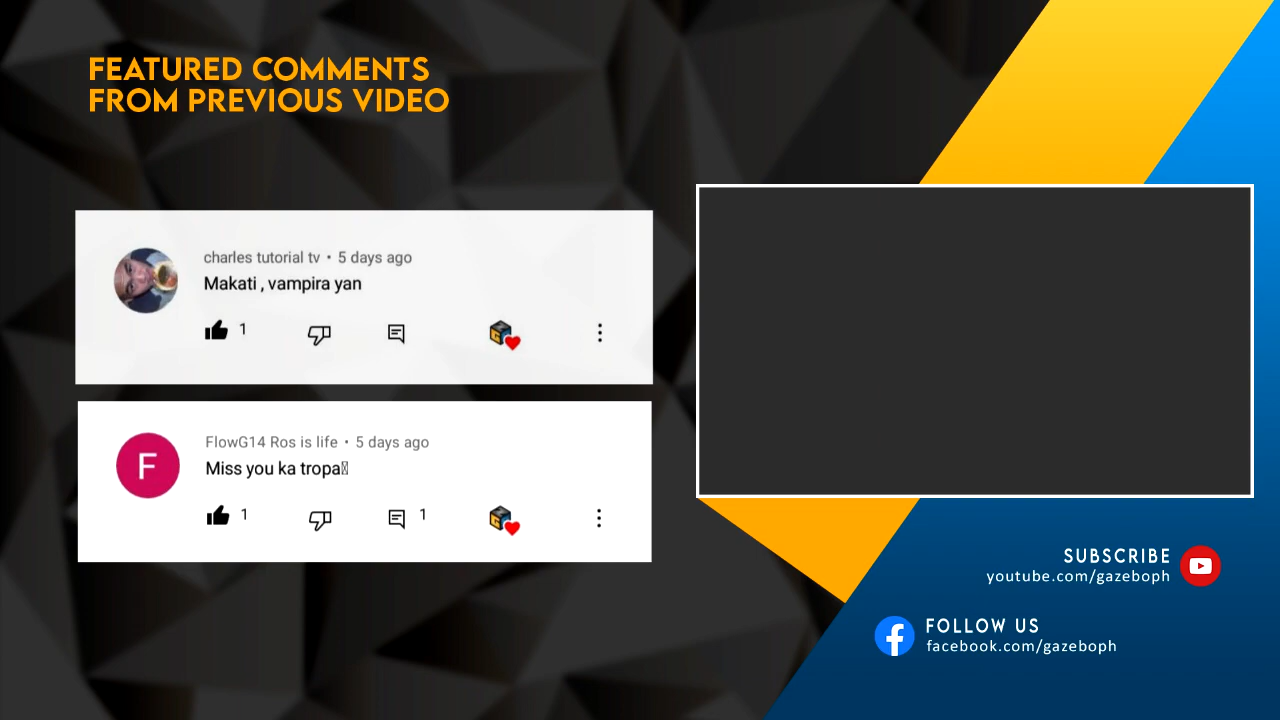 FEATURED COMMENTS
FROM PREVIOUS VIDEO
charles tutorial tv • 5 days ago
Makati , vampira yan
1
FlowG14 Ros is life • 5 days ago
Miss you ka tropa
1 1
F
SUBSCRIBE
youtube.com/gazeboph
FOLLOW US
facebook.com/gazeboph